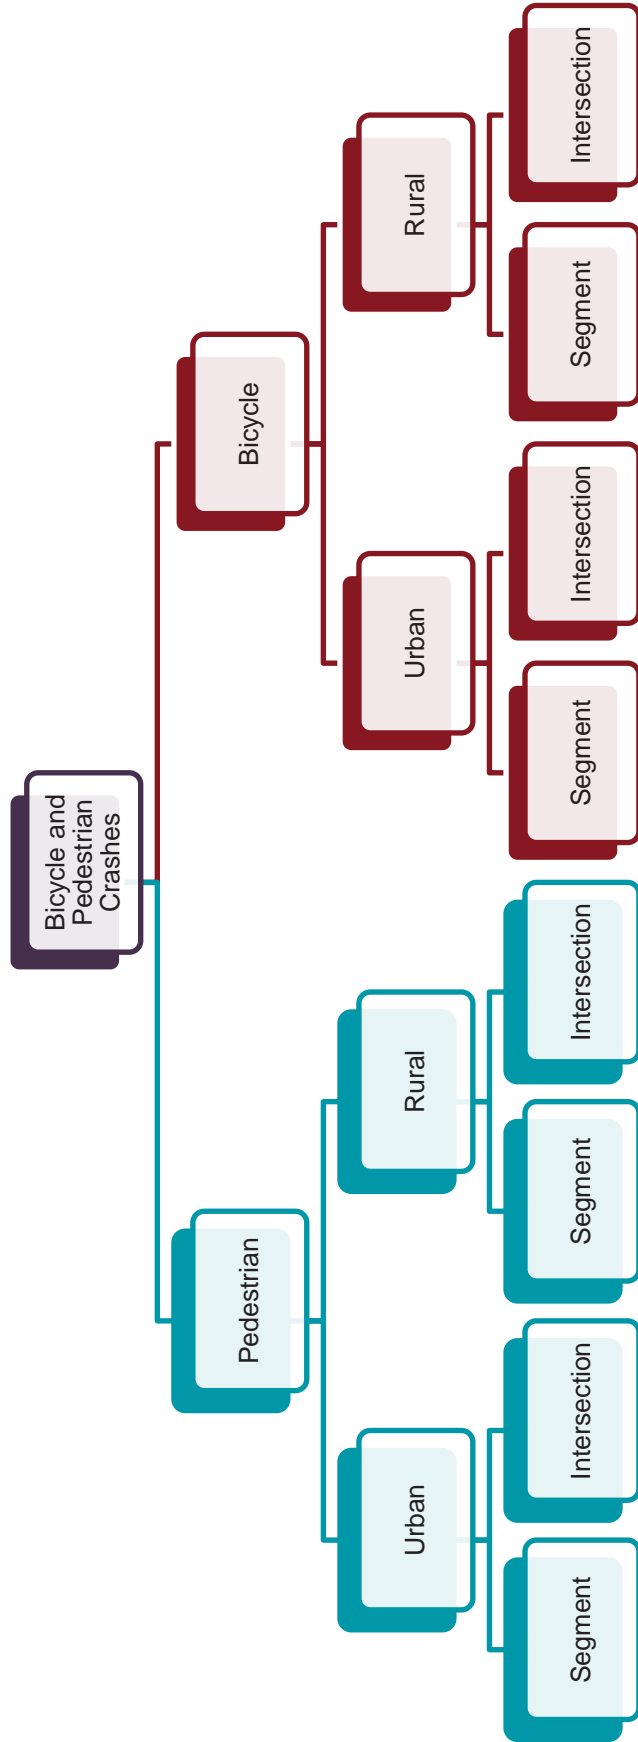 Bicycle and
Pedestrian
Crashes
Pedestrian
Bicycle
Urban
Rural
Urban
Rural
Segment
Intersection
Segment
Intersection
Segment
Intersection
Segment
Intersection